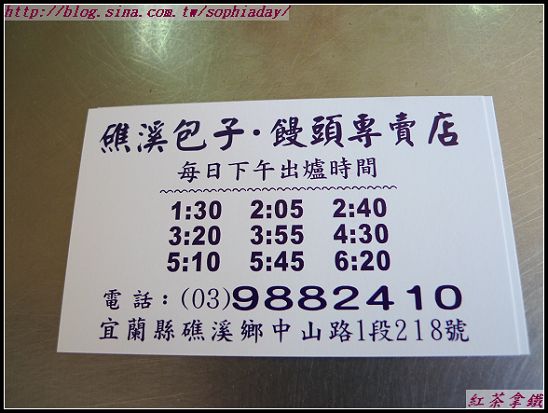 http://blog.sina.com.tw/sophiaday/
礁溪包子·饅頭專賣店
每日下午出爐時間
1:30 2:05 2:40
3:20 3:55 4:30
5:10 5:45 6:20
電話:(03)9882410
宜蘭縣礁溪鄉中山路1段218號
紅茶拿鐵